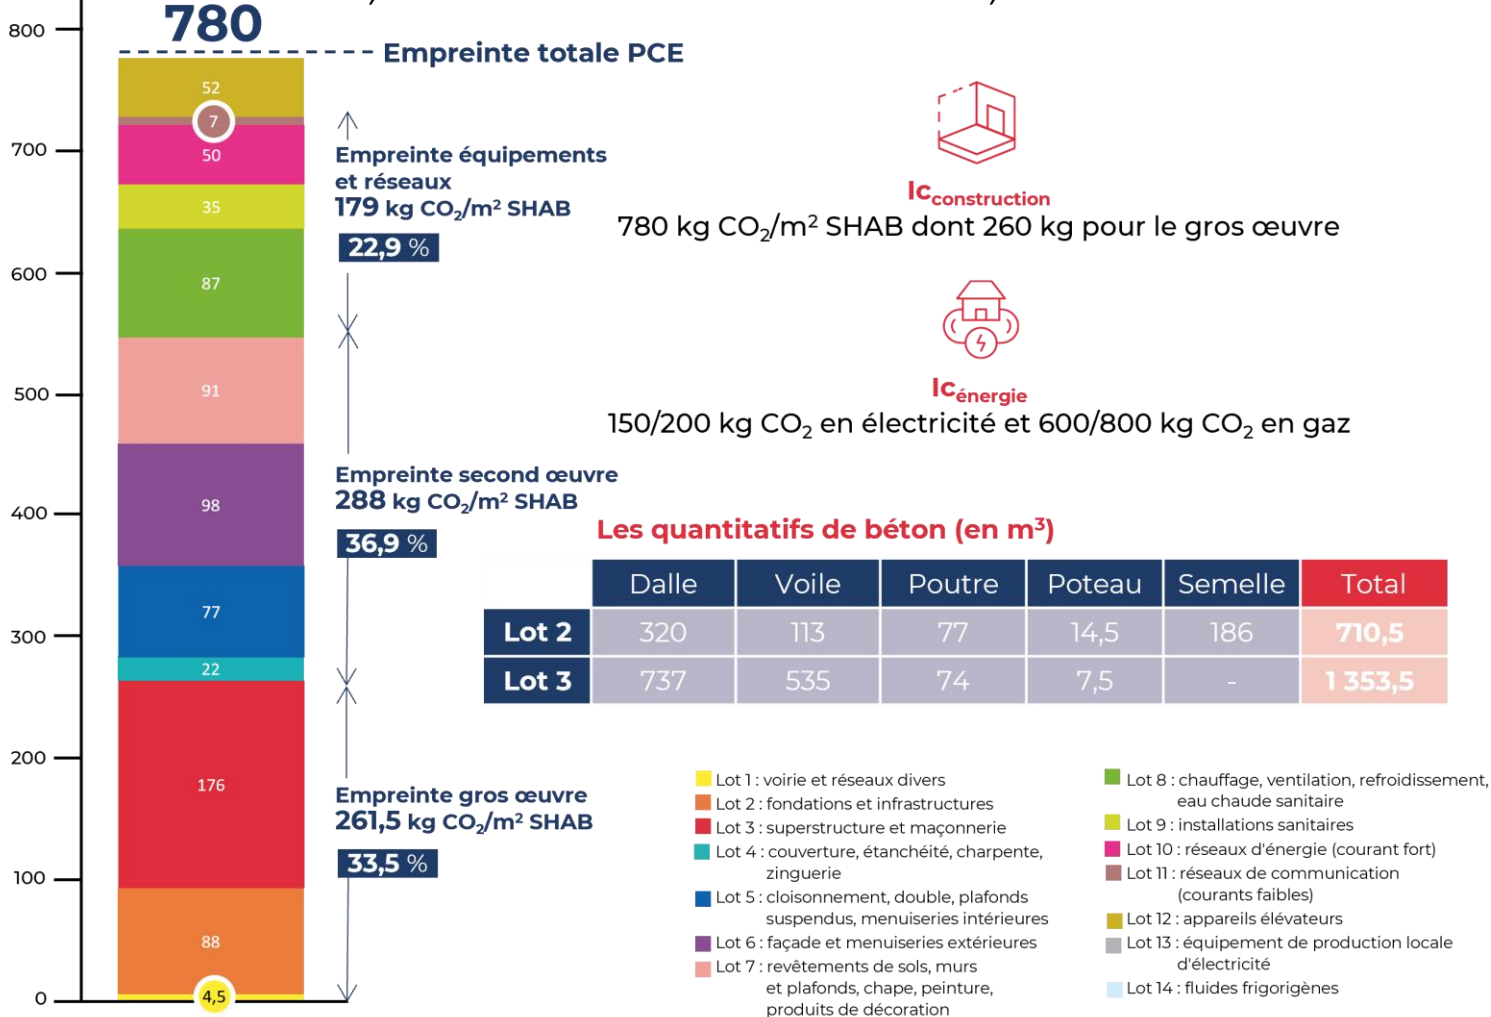 780
Empreinte totale PCE
800
700
600
500
400
300
200
100
0
52
7
50
35
87
91
98
77
22
176
88
4,5
Empreinte équipements
et réseaux
179 kg CO₂/m² SHAB
22,9 %
Empreinte second œuvre
288 kg CO₂/m² SHAB
36,9 %
Empreinte gros œuvre
261,5 kg CO₂/m² SHAB
33,5 %
Ic construction
780 kg CO₂/m² SHAB dont 260 kg pour le gros œuvre
Ic énergie
150/200 kg CO₂ en électricité et 600/800 kg CO₂ en gaz
Les quantitatifs de béton (en m³)
Dalle Voile Poutre Poteau Semelle Total
Lot 2 320 113 77 14,5 186 710,5
Lot 3 737 535 74 7,5 - 1 353,5
Lot 1 : voirie et réseaux divers
Lot 2 : fondations et infrastructures
Lot 3 : superstructure et maçonnerie
Lot 4 : couverture, étanchéité, charpente,
zinguerie
Lot 5 : cloisonnement, double, plafonds
suspendus, menuiseries intérieures
Lot 6 : façade et menuiseries extérieures
Lot 7 : revêtements de sols, murs
et plafonds, chape, peinture,
produits de décoration
Lot 8 : chauffage, ventilation, refroidissement,
eau chaude sanitaire
Lot 9 : installations sanitaires
Lot 10 : réseaux d'énergie (courant fort)
Lot 11 : réseaux de communication
(courants faibles)
Lot 12 : appareils élévateurs
Lot 13 : équipement de production locale
d'électricité
Lot 14 : fluides frigorigènes